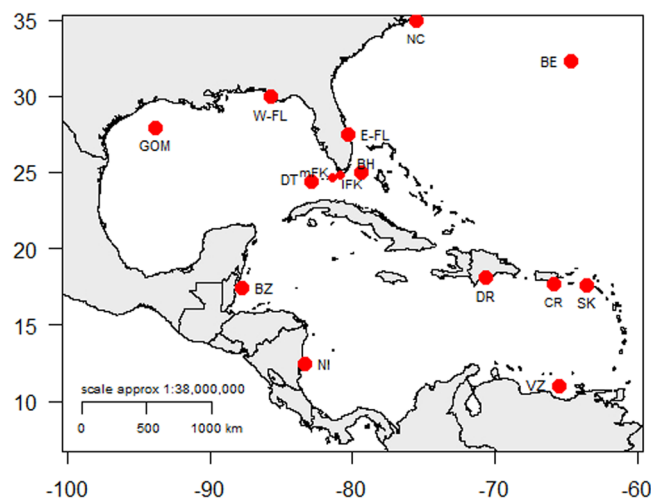 35
NC
BE
30
W-FL
E-FL
GOM
BH
25
DT
mFK
lFK
20
DR
CR
SK
BZ
15
NI
VZ
scale approx 1:38,000,000
10
0 500 1000 km
-100 -90 -80 -70 -60